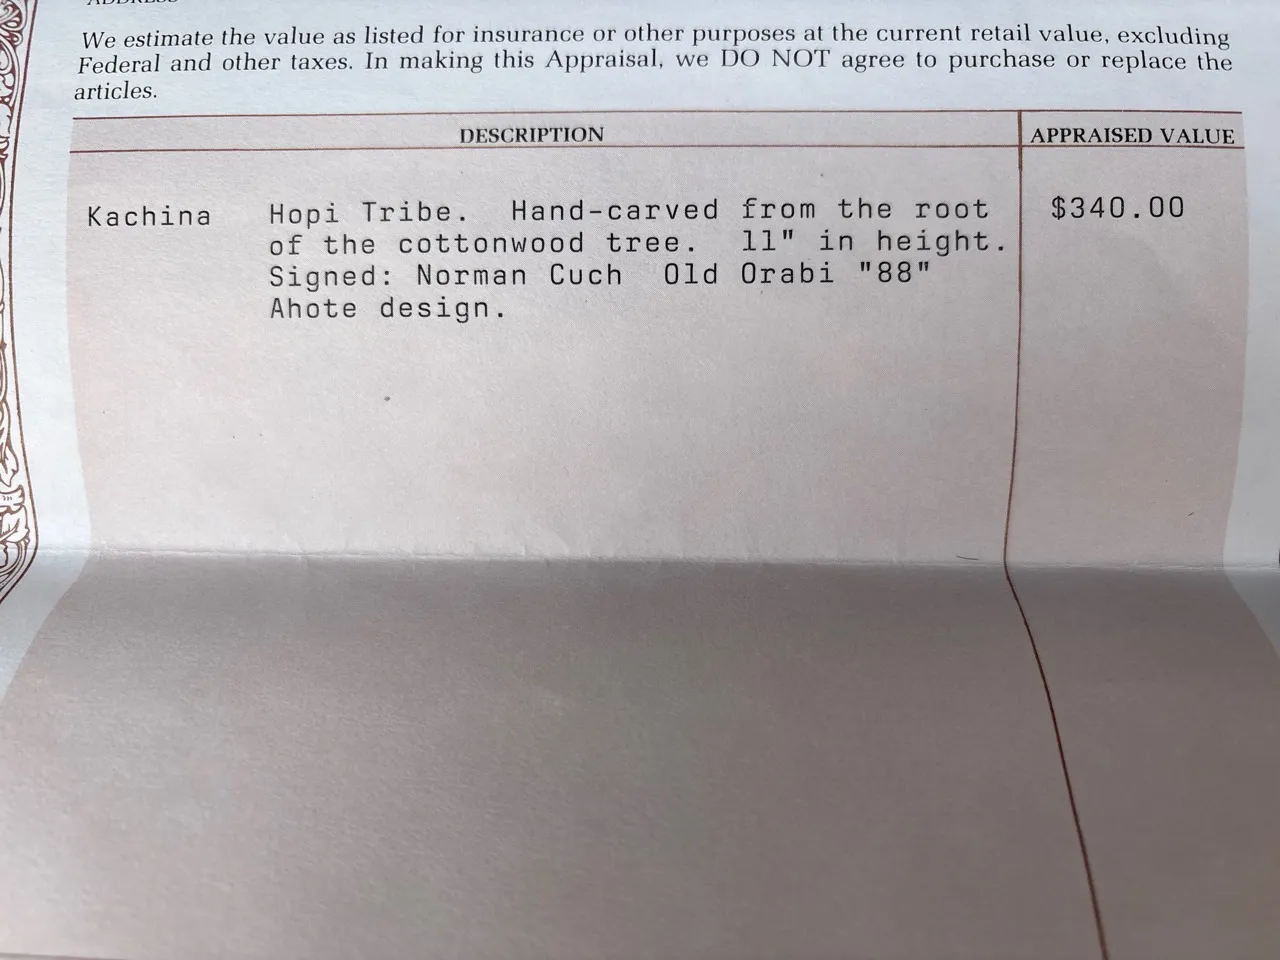 ADDRESS
We estimate the value as listed for insurance or other purposes at the current retail value, excluding
Federal and other taxes. In making this Appraisal, we DO NOT agree to purchase or replace the
articles.
DESCRIPTION APPRAISED VALUE
Kachina Hopi Tribe. Hand-carved from the root $340.00
of the cottonwood tree. 11" in height.
Signed: Norman Cuch Old Orabi "88"
Ahote design.